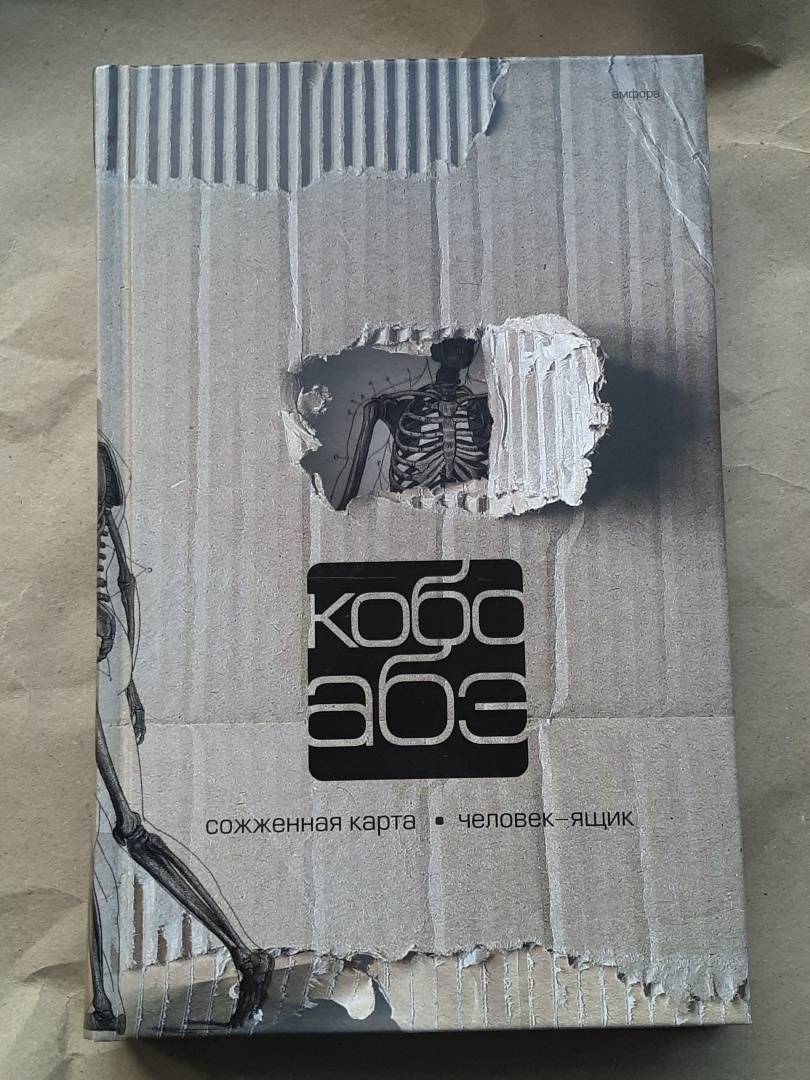 амфора
кобо
абэ
сожженная карта ▪ человек–ящик